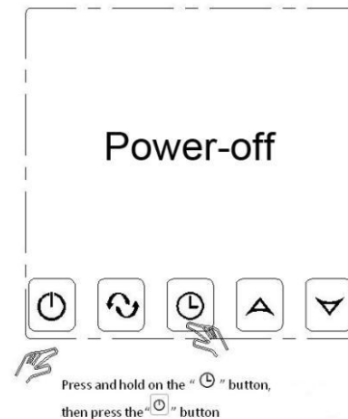 Power-off
Press and hold on the “ ” button,
then press the“ ” button